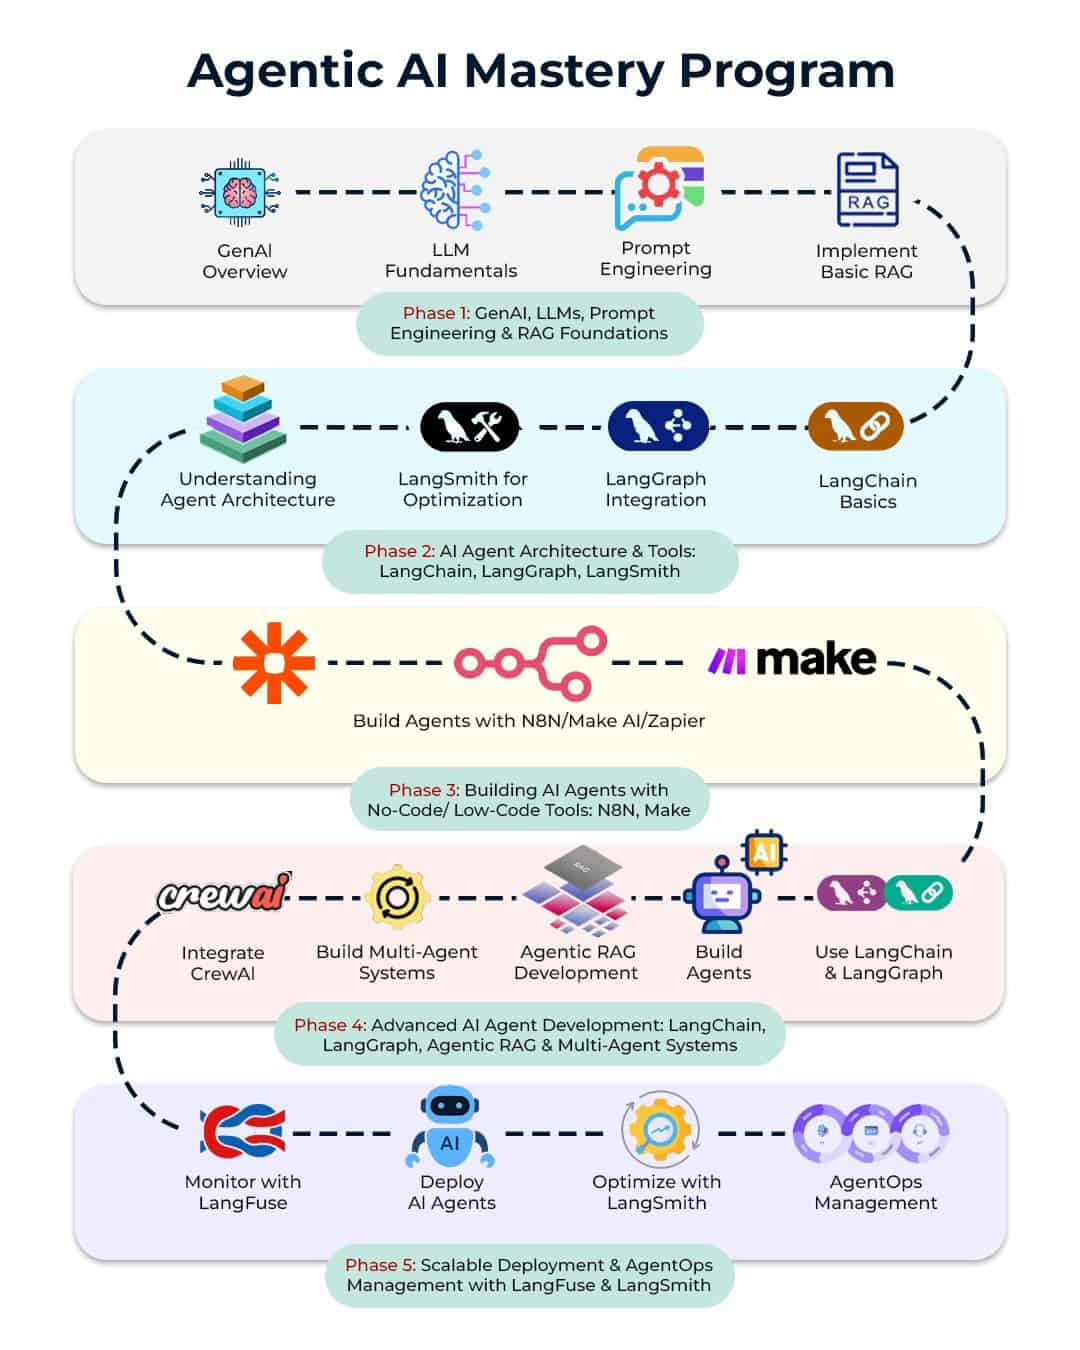 Agentic AI Mastery Program
RAG
GenAI
Overview
LLM
Fundamentals
Prompt
Engineering
Implement
Basic RAG
Phase 1: GenAI, LLMs, Prompt
Engineering & RAG Foundations
Understanding
Agent Architecture
LangSmith for
Optimization
LangGraph
Integration
LangChain
Basics
Phase 2: AI Agent Architecture & Tools:
LangChain, LangGraph, LangSmith
make
Build Agents with N8N/Make AI/Zapier
Phase 3: Building AI Agents with
No-Code/ Low-Code Tools: N8N, Make
AI
RAG
crewai
Integrate
CrewAI
Build Multi-Agent
Systems
Agentic RAG
Development
Build
Agents
Use LangChain
& LangGraph
Phase 4: Advanced AI Agent Development: LangChain,
LangGraph, Agentic RAG & Multi-Agent Systems
AI
Monitor with
LangFuse
Deploy
AI Agents
Optimize with
LangSmith
AgentOps
Management
Phase 5: Scalable Deployment & AgentOps
Management with LangFuse & LangSmith